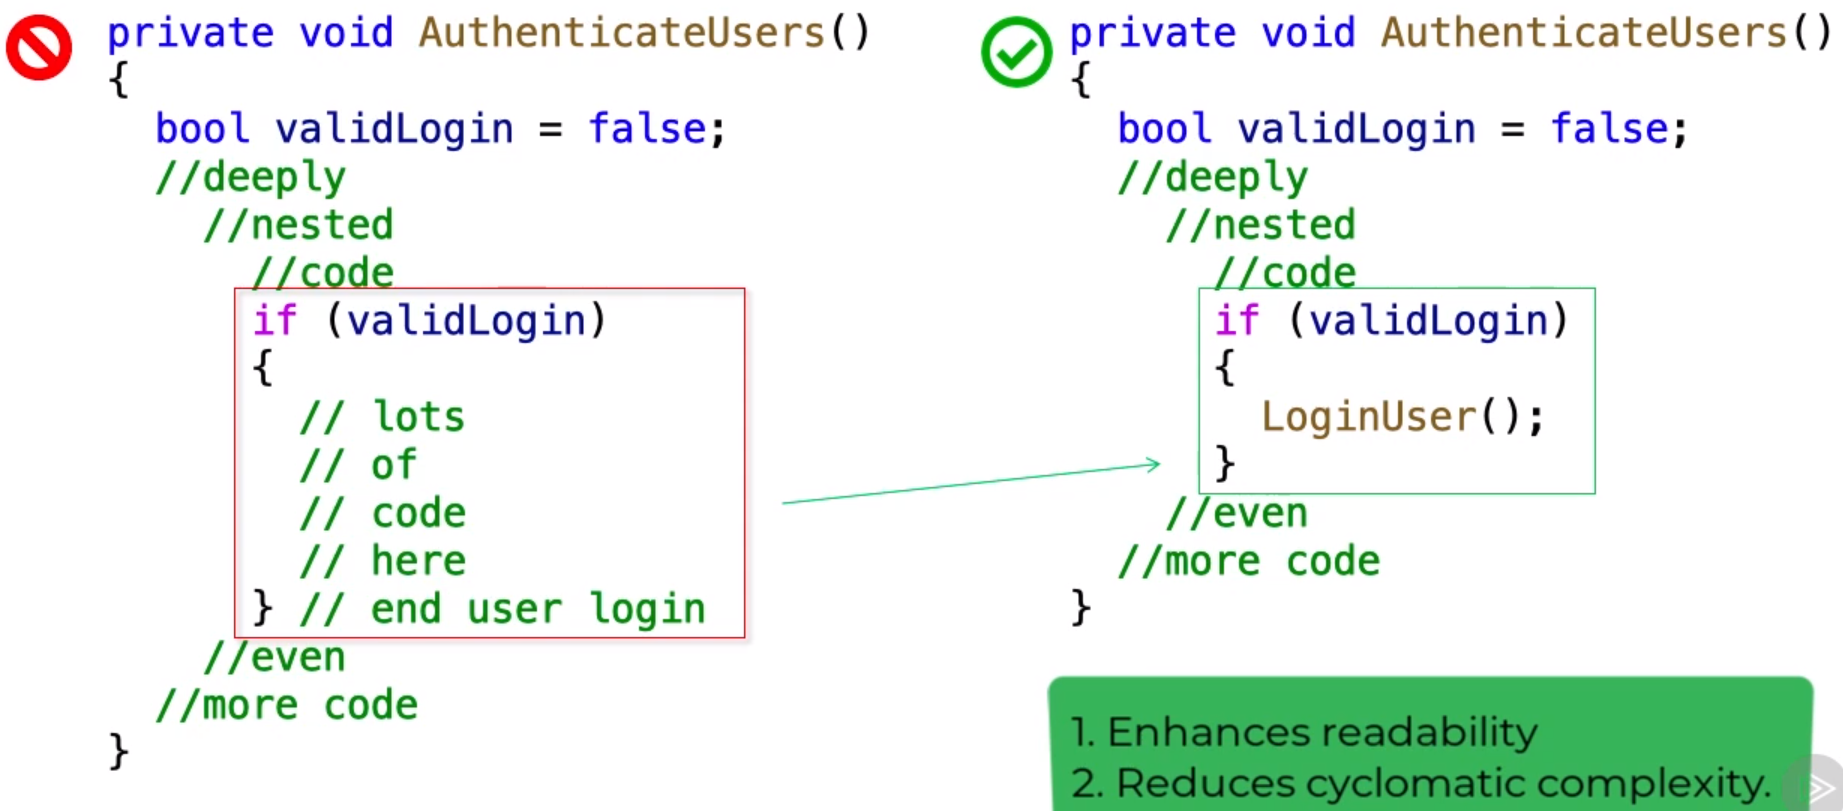 private void AuthenticateUsers()
{
bool validLogin = false;
//deeply
//nested
//code
if (validLogin)
{
// lots
// of
// code
// here
} // end user login
//even
//more code
}
private void AuthenticateUsers()
{
bool validLogin = false;
//deeply
//nested
//code
if (validLogin)
{
LoginUser();
}
//even
//more code
}
1. Enhances readability
2. Reduces cyclomatic complexity.